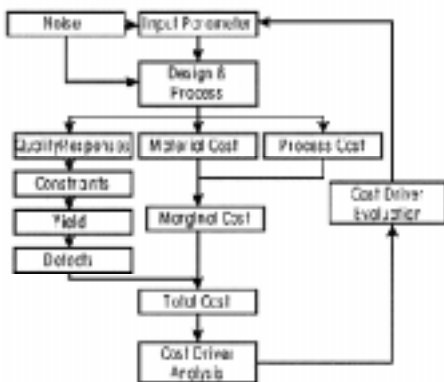 Noise
Input Parameter
Design &
Process
Quality Responses
Material Cost
Process Cost
Constraints
Yield
Marginal Cost
Cost Driver
Evaluation
Defects
Total Cost
Cost Driver
Analysis